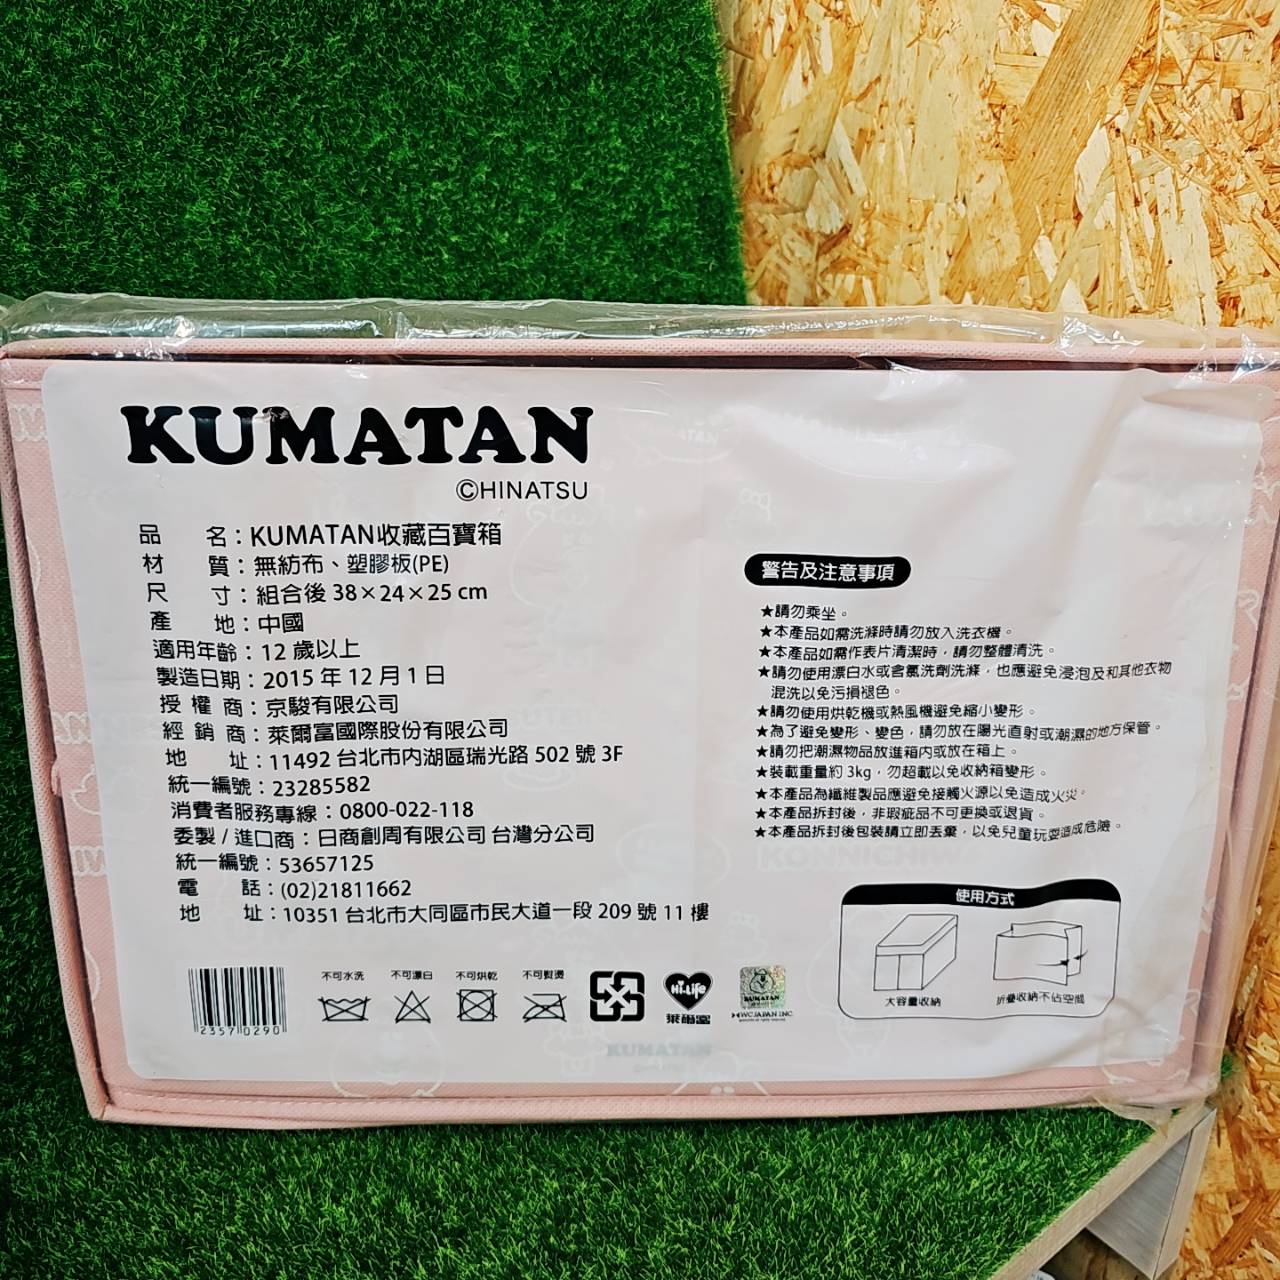 KUMATAN
©HINATSU
品 名：KUMATAN收藏百寶箱
材 質：無紡布、塑膠板(PE)
尺 寸：組合後 38×24×25 cm
產 地：中國
適用年齡：12 歲以上
製造日期：2015 年 12 月 1 日
授 權 商：京駿有限公司
經 銷 商：萊爾富國際股份有限公司
地 址：11492 台北市內湖區瑞光路 502 號 3F
統一編號：23285582
消費者服務專線：0800-022-118
委製 / 進口商：日商創周有限公司 台灣分公司
統一編號：53657125
電 話：(02)21811662
地 址：10351 台北市大同區市民大道一段 209 號 11 樓
警告及注意事項
★請勿乘坐。
★本產品如需洗滌時請勿放入洗衣機。
★本產品如需作表片清潔時，請勿整體清洗。
★請勿使用漂白水或含氯洗劑洗滌，也應避免浸泡及和其他衣物
混洗以免污損褪色。
★請勿使用烘乾機或熱風機避免縮小變形。
★為了避免變形、變色，請勿放在陽光直射或潮濕的地方保管。
★請勿把潮濕物品放進箱內或放在箱上。
★裝載重量約 3kg，勿超載以免收納箱變形。
★本產品為纖維製品應避免接觸火源以免造成火災。
★本產品拆封後，非瑕疵品不可更換或退貨。
★本產品拆封後包裝請立即丟棄，以免兒童玩耍造成危險。
KONNICHIWA
使用方式
大容量收納
折疊收納不佔空間
不可水洗
不可漂白
不可烘乾
不可熨燙
23570290
Hi-Life
萊爾富
KUMATAN
WCJAPAN INC
KUMATAN